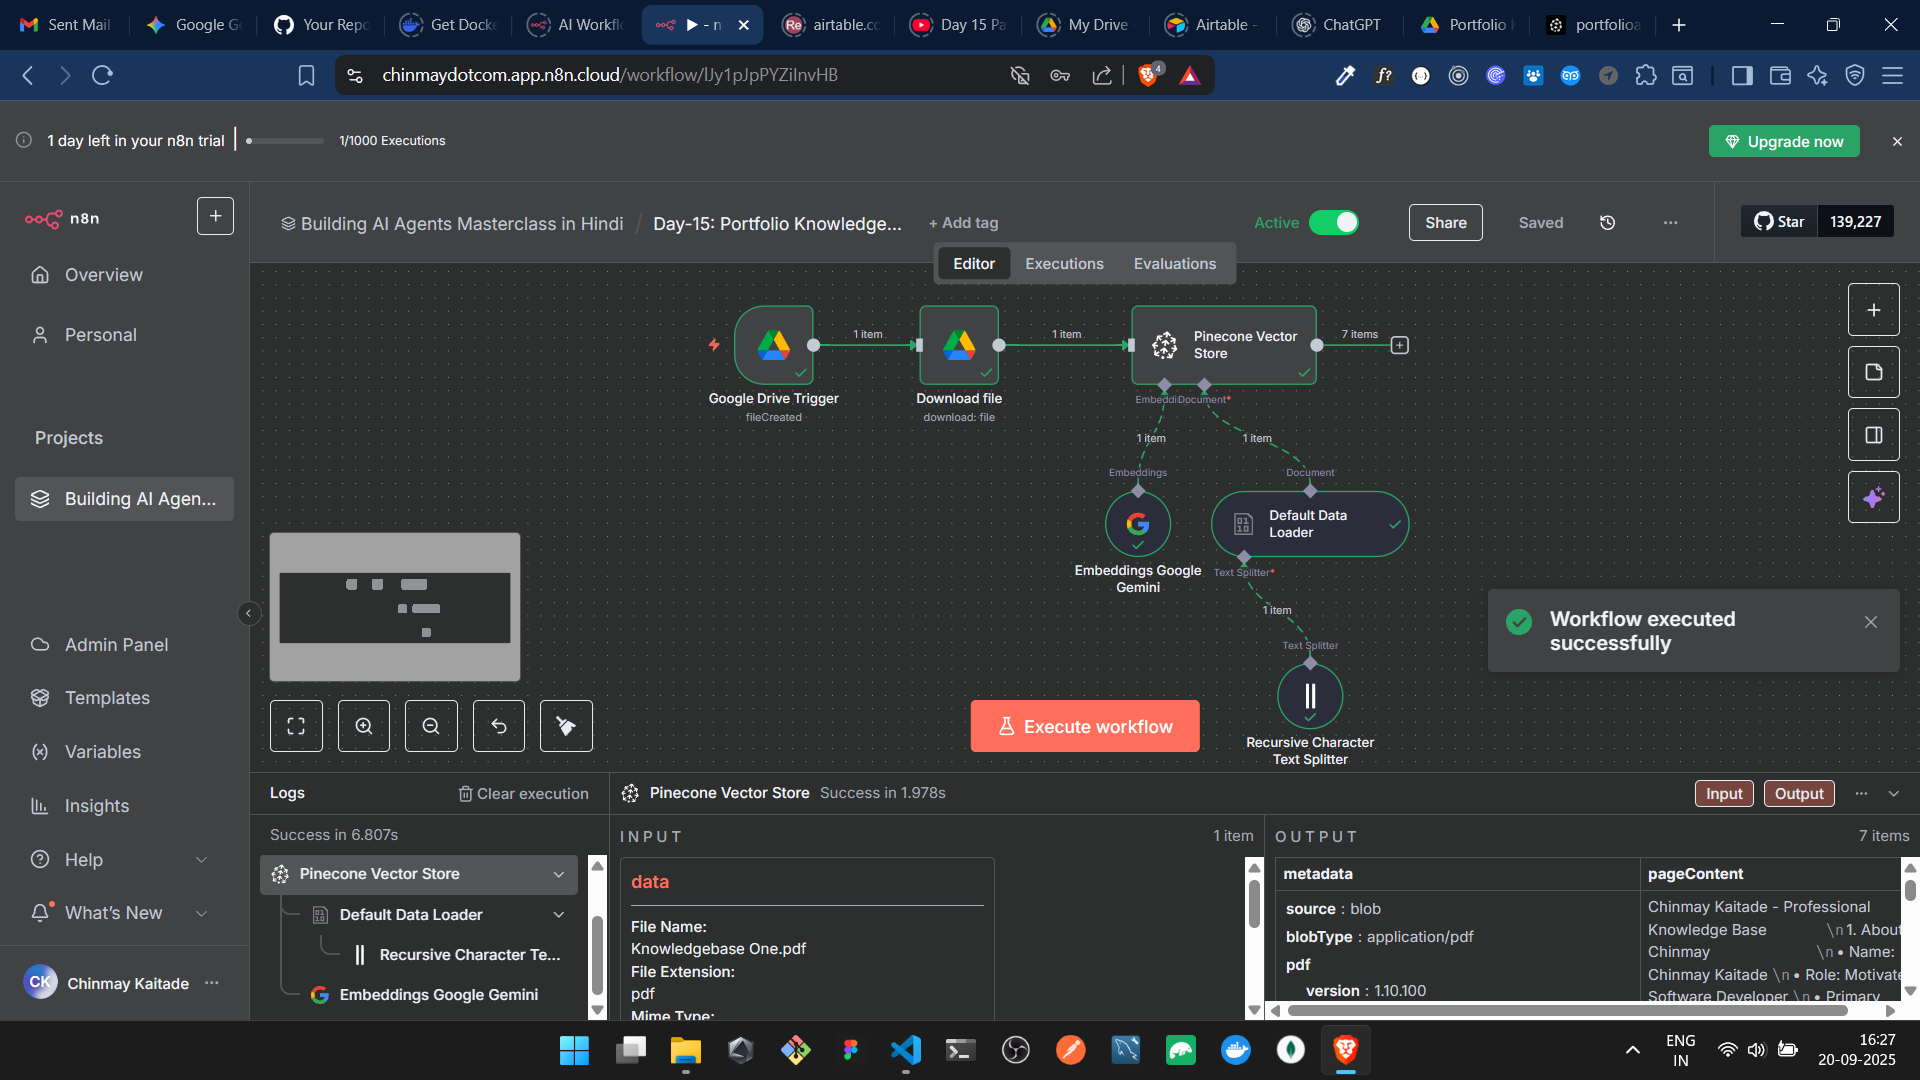 Sent Mail
Google Ge
Your Repo
Get Docke
AI Workflo
- n
airtable.co
Day 15 Pa
My Drive
Airtable -
ChatGPT
Portfolio
portfolioa
chinmaydotcom.app.n8n.cloud/workflow/lJy1pJpPYZiInvHB
4
1 day left in your n8n trial
1/1000 Executions
Upgrade now
n8n
Building AI Agents Masterclass in Hindi / Day-15: Portfolio Knowledge...
+ Add tag
Active
Share
Saved
Star
139,227
Editor
Executions
Evaluations
Overview
Personal
Projects
Building AI Agen...
Admin Panel
Templates
Variables
Insights
Help
What's New
CK
Chinmay Kaitade
1 item
1 item
7 items
Pinecone Vector
Store
Google Drive Trigger
fileCreated
Download file
download: file
Document*
1 item
1 item
Embeddings
Document
Default Data
Loader
Embeddings Google
Gemini
Text Splitter*
1 item
Text Splitter
Recursive Character
Text Splitter
Workflow executed
successfully
Execute workflow
Logs
Clear execution
Success in 6.807s
Pinecone Vector Store
Default Data Loader
Recursive Character Te...
Embeddings Google Gemini
Pinecone Vector Store
Success in 1.978s
Input
Output
INPUT
1 item
data
File Name:
Knowledgebase One.pdf
File Extension:
pdf
Mime Type:
OUTPUT
7 items
metadata
source : blob
blobType : application/pdf
pdf
version : 1.10.100
pageContent
Chinmay Kaitade - Professional
Knowledge Base \n1. Abou
Chinmay \n• Name:
Chinmay Kaitade \n• Role: Motivate
Software Developer \n• Primary
ENG
IN
16:27
20-09-2025